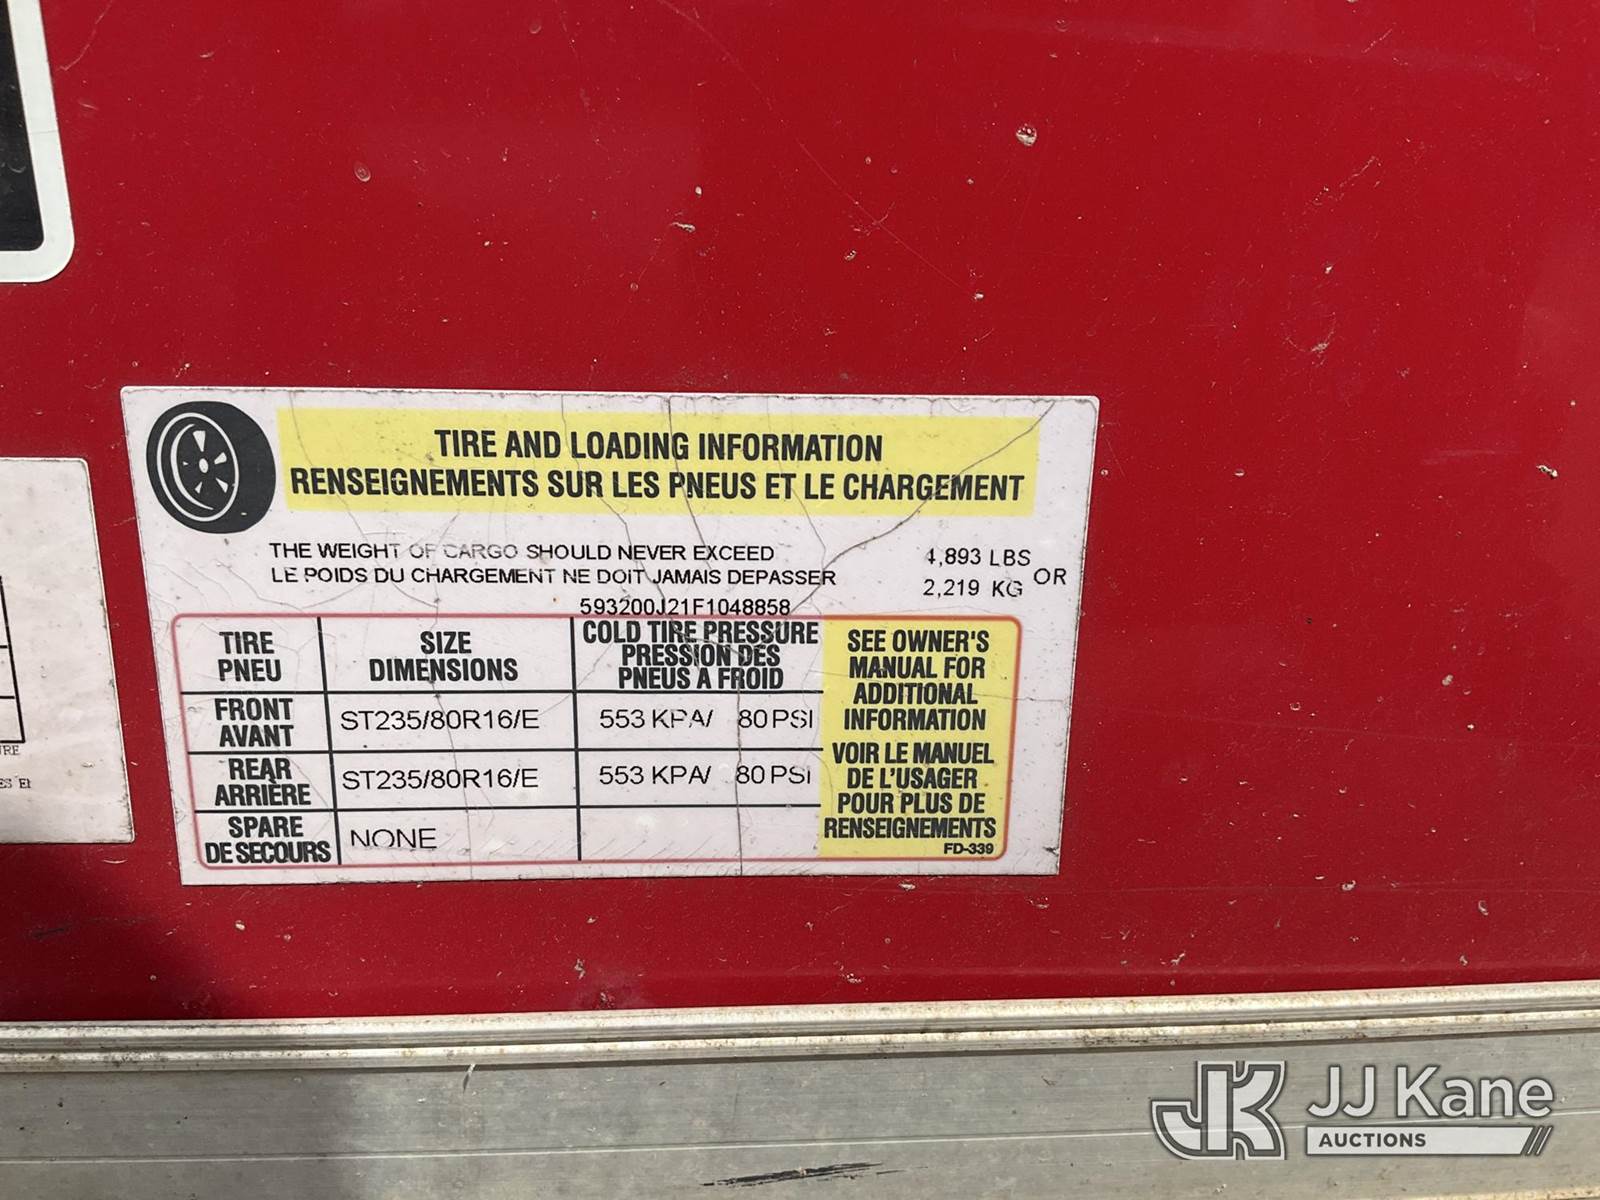 TIRE AND LOADING INFORMATION
RENSEIGNEMENTS SUR LES PNEUS ET LE CHARGEMENT
THE WEIGHT OF CARGO SHOULD NEVER EXCEED 4,893 LBS
LE POIDS DU CHARGEMENT NE DOIT JAMAIS DEPASSER 2,219 KG OR
593200J21F1048858
TIRE
PNEU
SIZE
DIMENSIONS
COLD TIRE PRESSURE
PRESSION DES
PNEUS A FROID
FRONT
AVANT
ST235/80R16/E
553 KPA/ 80 PSI
REAR
ARRIÈRE
ST235/80R16/E
553 KPA/ 80 PSI
SPARE
DE SECOURS
NONE
SEE OWNER'S
MANUAL FOR
ADDITIONAL
INFORMATION
VOIR LE MANUEL
DE L'USAGER
POUR PLUS DE
RENSEIGNEMENTS
FD-339
JK
JJ Kane
AUCTIONS